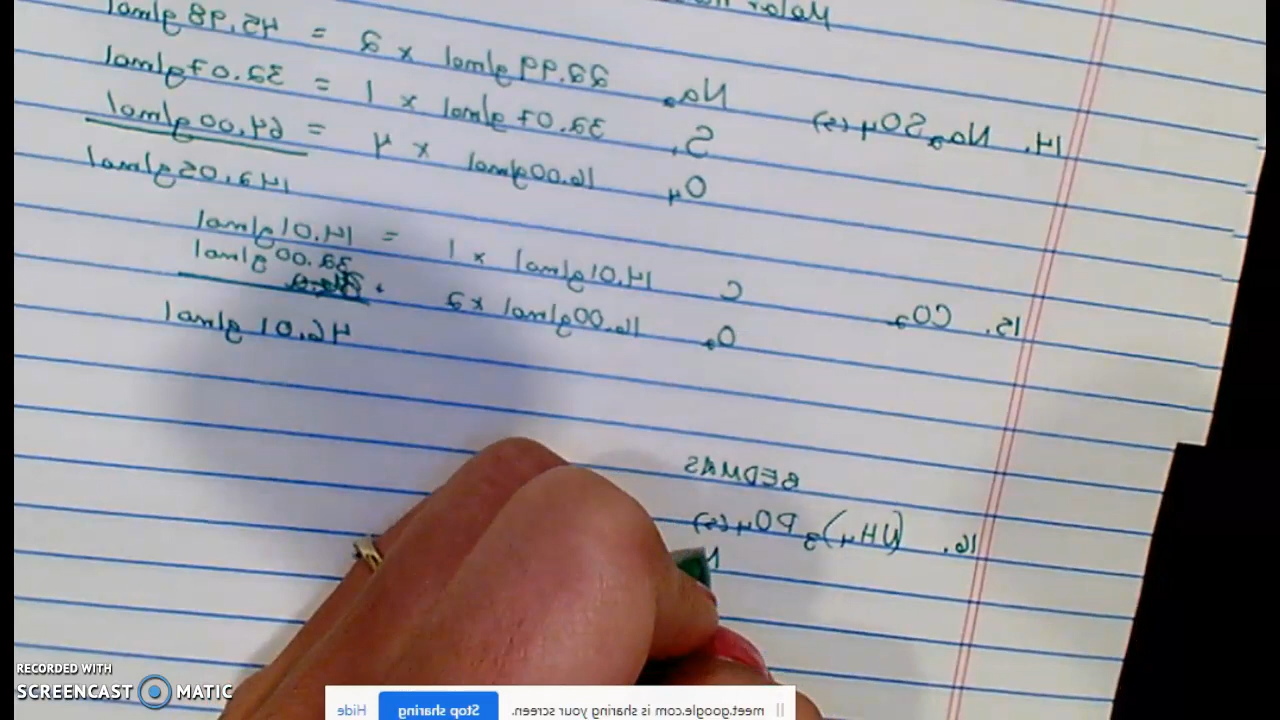 Molar
14. Na2SO4(s) Na2 22.99g/mol x 2 = 45.98g/mol
S1 32.07g/mol x 1 = 32.07g/mol
O4 16.00g/mol x 4 = 64.00g/mol
142.05g/mol
15. CO2 C 14.01g/mol x 1 = 14.01g/mol
O2 16.00g/mol x 2 + 32.00g/mol
46.01g/mol
BEDMAS
16. (NH4)3PO4(s)
N
RECORDED WITH
SCREENCAST MATIC
meet.google.com is sharing your screen. Stop sharing Hide